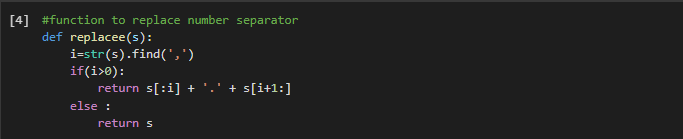 [4] #function to replace number separator
def replacee(s):
    i=str(s).find(',')
    if(i>0):
        return s[:i] + '.' + s[i+1:]
    else :
        return s